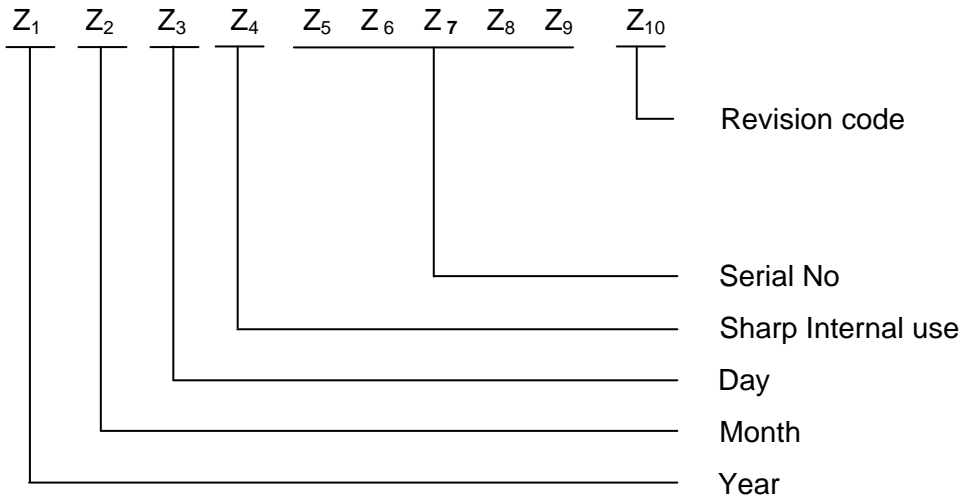 Z₁ Z₂ Z₃ Z₄ Z₅ Z₆ Z₇ Z₈ Z₉ Z₁₀
Revision code
Serial No
Sharp Internal use
Day
Month
Year